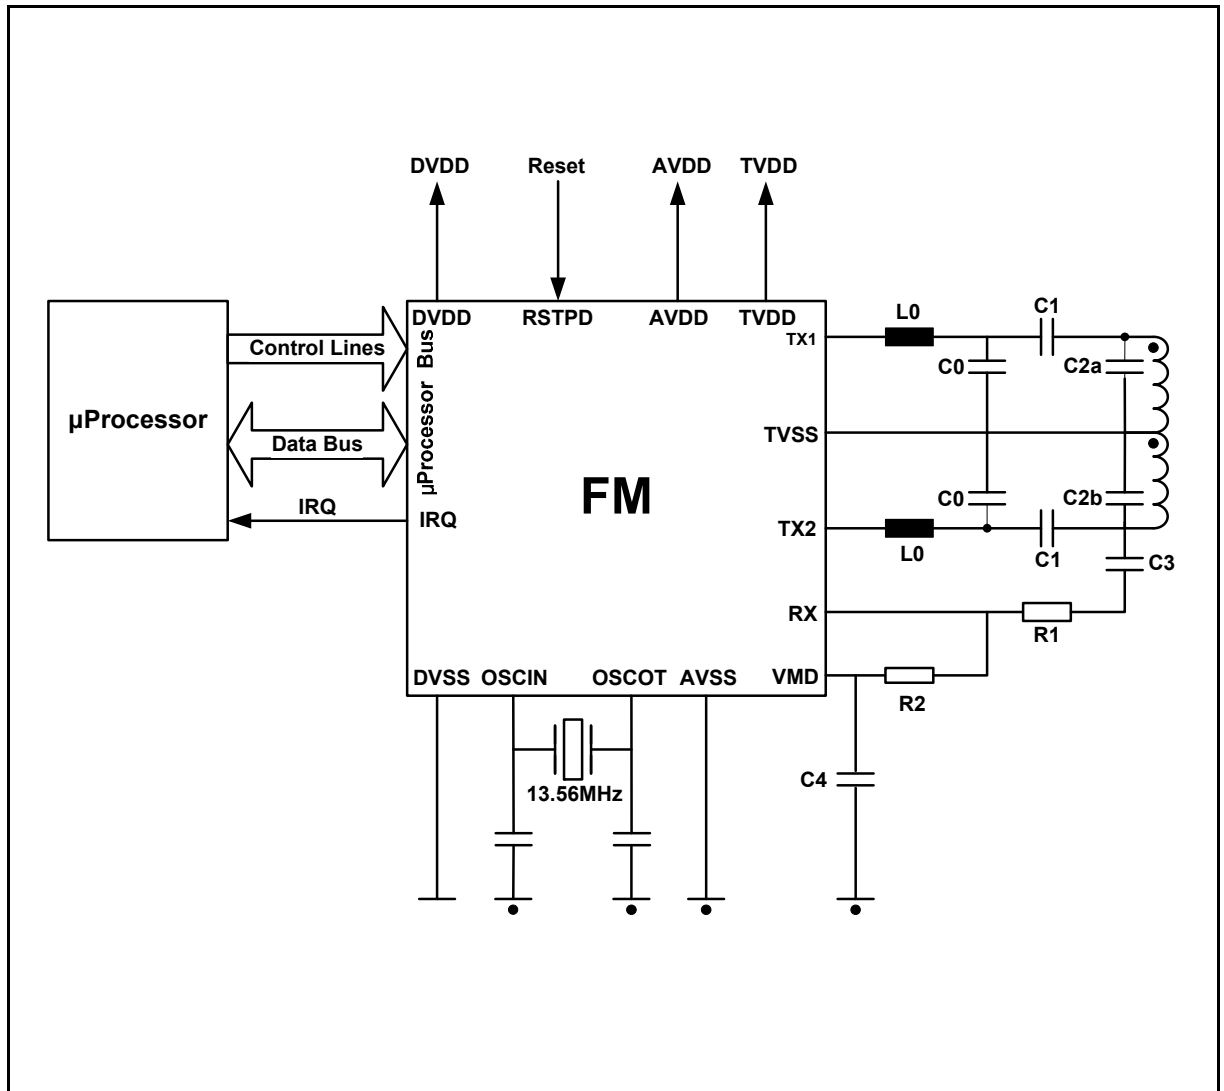 DVDD
Reset
AVDD
TVDD
DVDD
RSTPD
AVDD
TVDD
TX1
L0
C1
C0
C2a
Control Lines
µProcessor Bus
µProcessor
Data Bus
TVSS
FM
C0
C2b
IRQ
IRQ
TX2
L0
C1
C3
RX
R1
DVSS
OSCIN
OSCOT
AVSS
VMD
R2
C4
13.56MHz